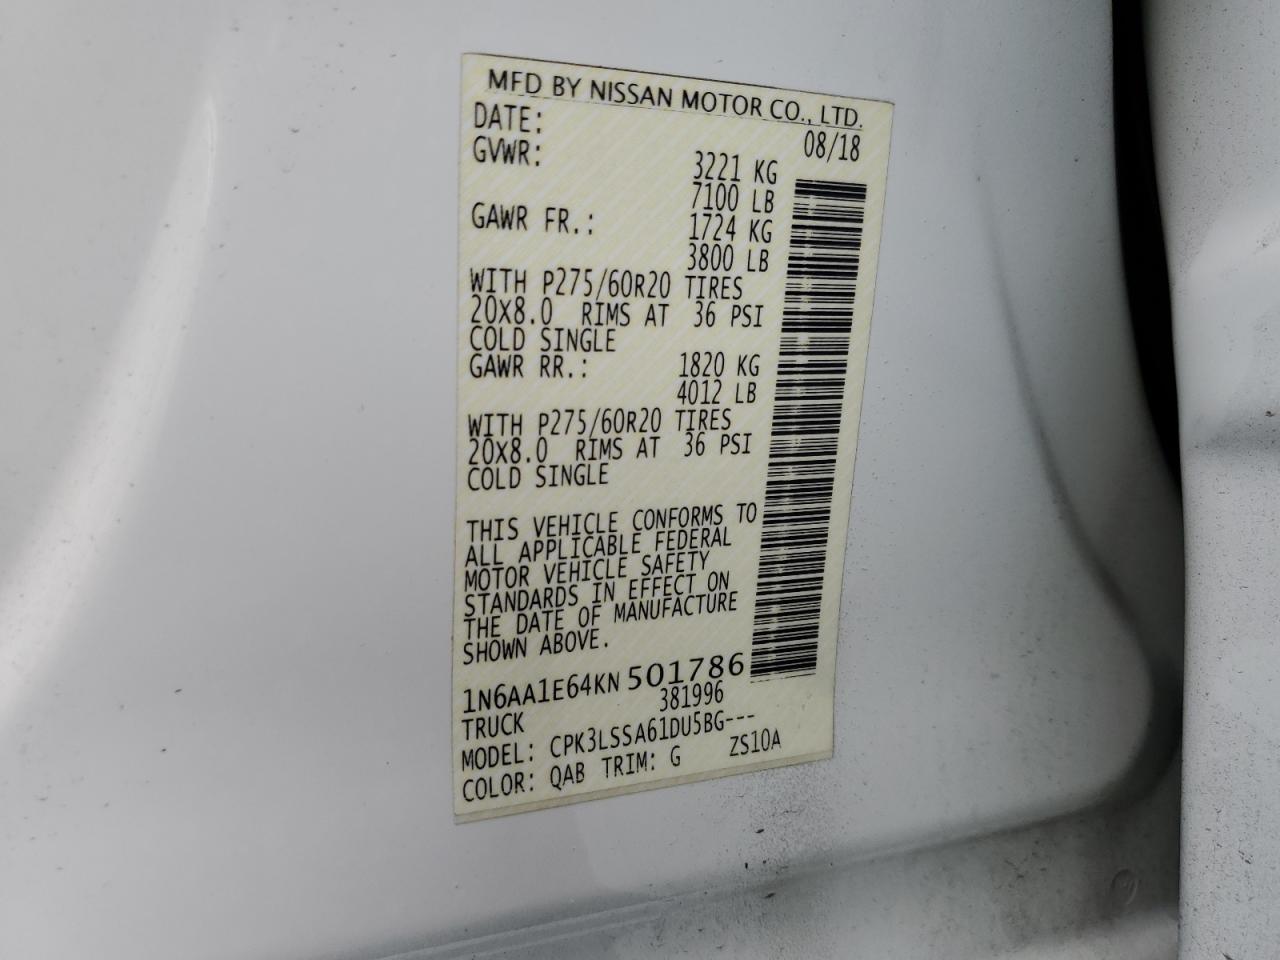 MFD BY NISSAN MOTOR CO., LTD.
DATE: 08/18
GVWR: 3221 KG
7100 LB
GAWR FR.: 1724 KG
3800 LB
WITH P275/60R20 TIRES
20X8.0 RIMS AT 36 PSI
COLD SINGLE
GAWR RR.: 1820 KG
4012 LB
WITH P275/60R20 TIRES
20X8.0 RIMS AT 36 PSI
COLD SINGLE
THIS VEHICLE CONFORMS TO
ALL APPLICABLE FEDERAL
MOTOR VEHICLE SAFETY
STANDARDS IN EFFECT ON
THE DATE OF MANUFACTURE
SHOWN ABOVE.
1N6AA1E64KN501786
TRUCK 381996
MODEL: CPK3LSSA61DU5BG---
COLOR: QAB TRIM: G ZS10A